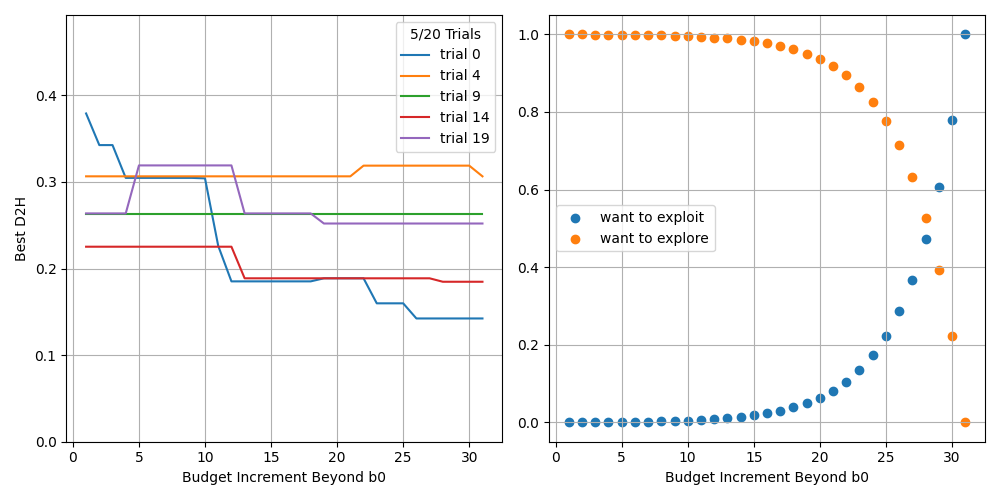 5/20 Trials
trial 0
trial 4
trial 9
trial 14
trial 19
Best D2H
0.4
0.3
0.2
0.1
0.0
0 5 10 15 20 25 30
Budget Increment Beyond b0
1.0
0.8
0.6
0.4
0.2
0.0
want to exploit
want to explore
0 5 10 15 20 25 30
Budget Increment Beyond b0